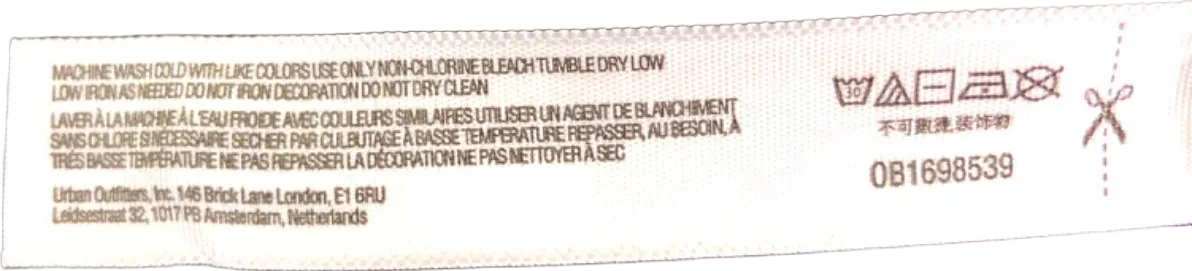 MACHINE WASH COLD WITH LIKE COLORS USE ONLY NON-CHLORINE BLEACH TUMBLE DRY LOW
LOW IRON AS NEEDED DO NOT IRON DECORATION DO NOT DRY CLEAN
LAVER À LA MACHINE À L'EAU FROIDE AVEC COULEURS SIMILAIRES UTILISER UN AGENT DE BLANCHIMENT
SANS CHLORE SI NÉCESSAIRE SECHER PAR CULBUTAGE À BASSE TEMPERATURE REPASSER, AU BESOIN, À
TRÈS BASSE TEMPÉRATURE NE PAS REPASSER LA DÉCORATION NE PAS NETTOYER À SEC
Urban Outfitters, Inc. 146 Brick Lane London, E1 6RU
Leidsestraat 32, 1017 PB Amsterdam, Netherlands
30
不可熨烫装饰物
OB1698539